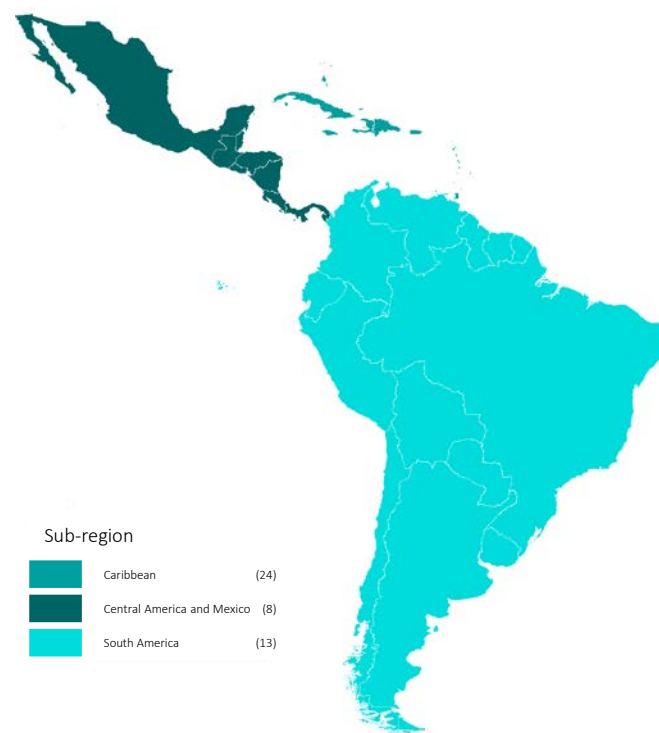 Sub-region
Caribbean (24)
Central America and Mexico (8)
South America (13)